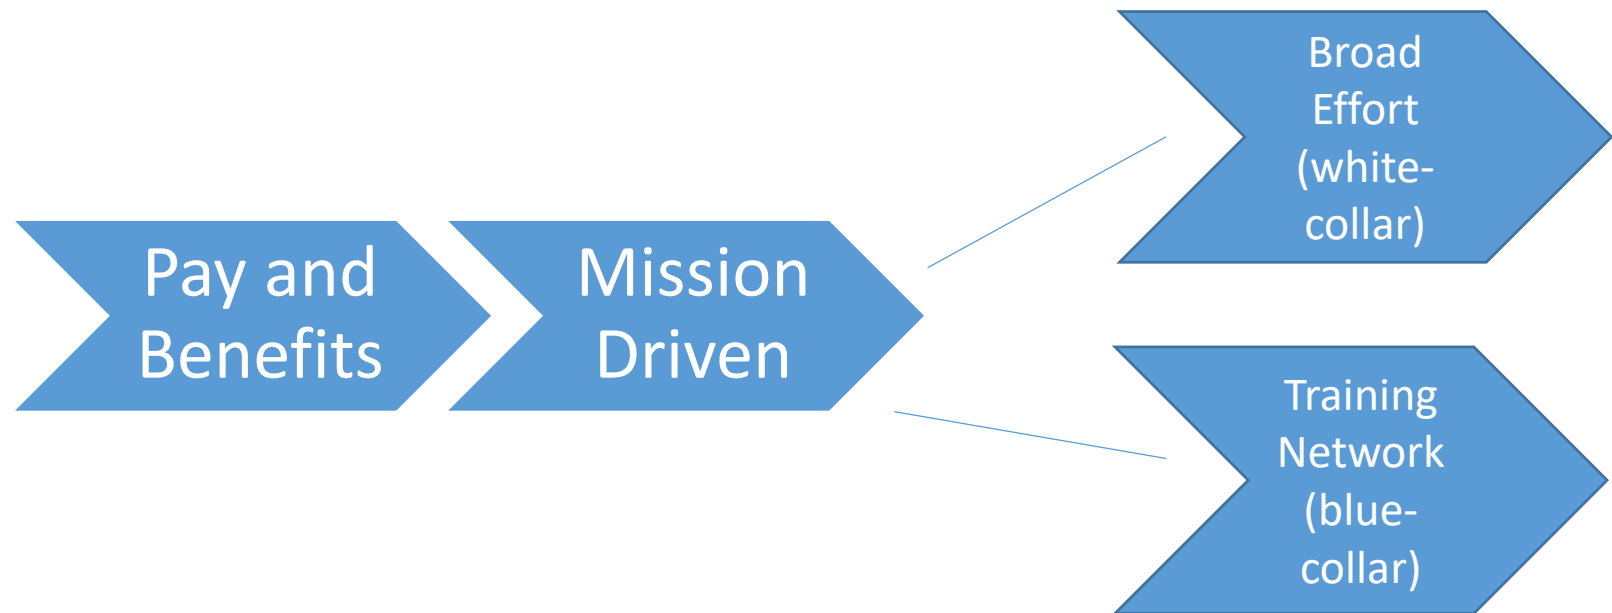 Pay and
Benefits
Mission
Driven
Broad
Effort
(white-
collar)
Training
Network
(blue-
collar)